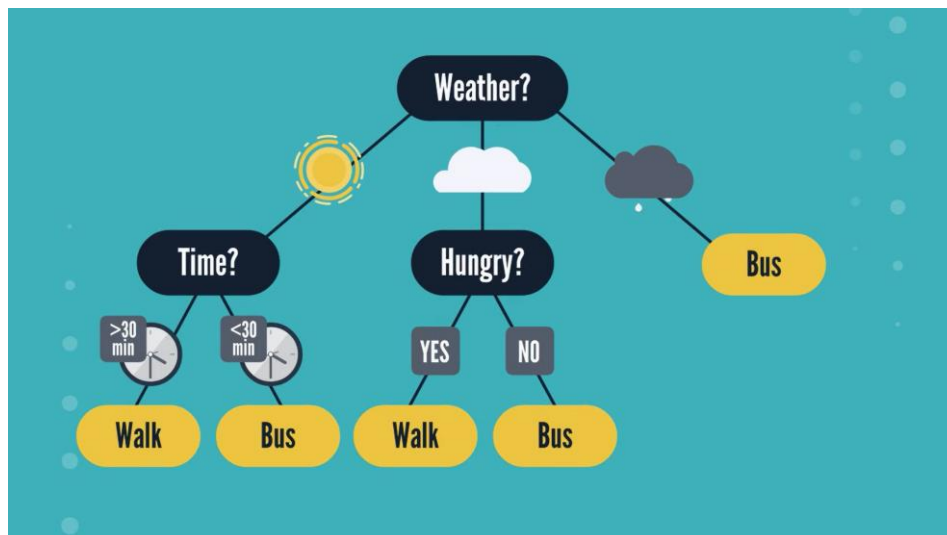 Weather?
Time?
Hungry?
Bus
>30
min
<30
min
YES
NO
Walk
Bus
Walk
Bus